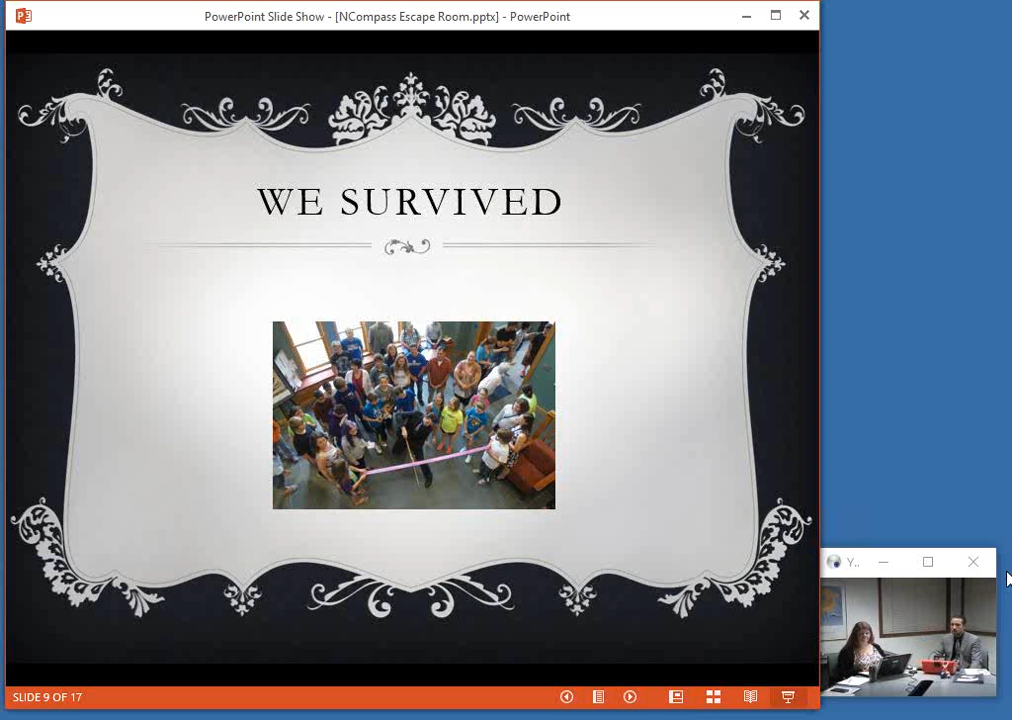 PowerPoint Slide Show - [NCompass Escape Room.pptx] - PowerPoint
WE SURVIVED
Y..
SLIDE 9 OF 17